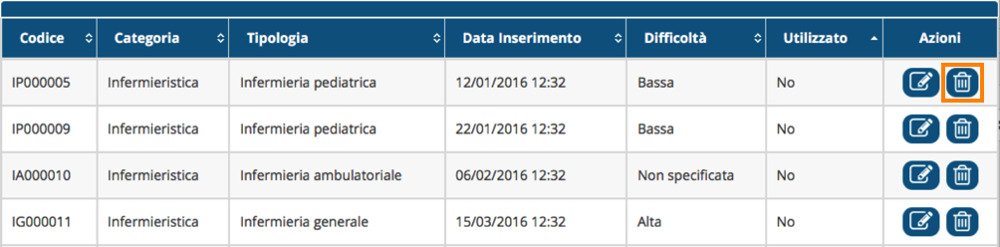 Codice Categoria Tipologia Data Inserimento Difficoltà Utilizzato Azioni
IP000005 Infermieristica Infermieria pediatrica 12/01/2016 12:32 Bassa No
IP000009 Infermieristica Infermieria pediatrica 22/01/2016 12:32 Bassa No
IA000010 Infermieristica Infermieria ambulatoriale 06/02/2016 12:32 Non specificata No
IG000011 Infermieristica Infermieria generale 15/03/2016 12:32 Alta No